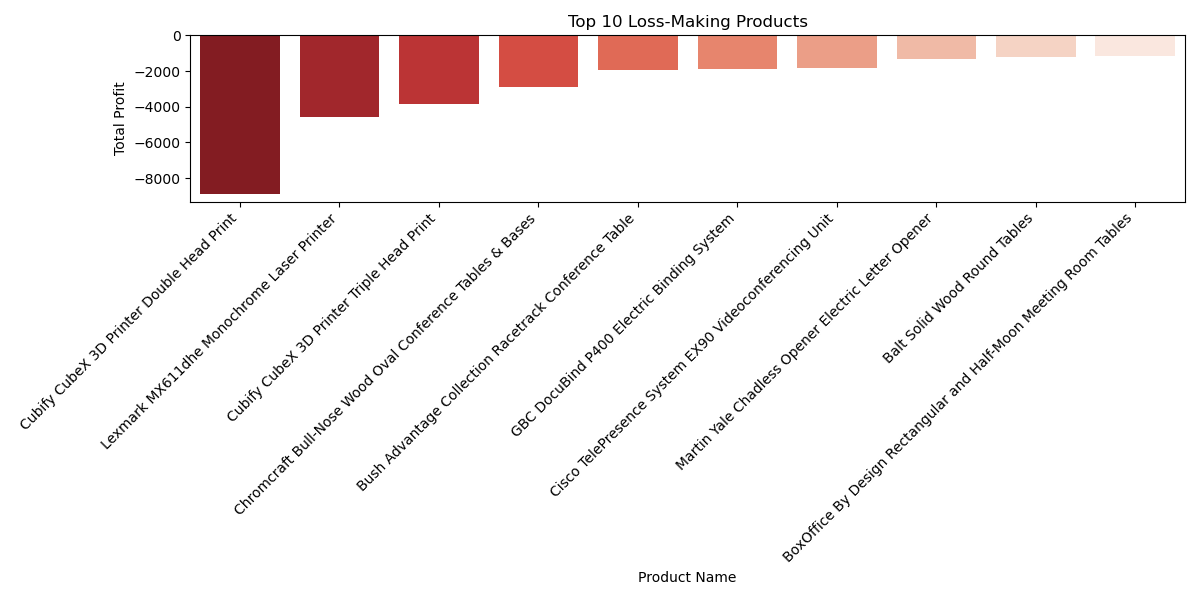 Top 10 Loss-Making Products
Total Profit
0
−2000
−4000
−6000
−8000
Cubify CubeX 3D Printer Double Head Print
Lexmark MX611dhe Monochrome Laser Printer
Cubify CubeX 3D Printer Triple Head Print
Chromcraft Bull-Nose Wood Oval Conference Tables & Bases
Bush Advantage Collection Racetrack Conference Table
GBC DocuBind P400 Electric Binding System
Cisco TelePresence System EX90 Videoconferencing Unit
Martin Yale Chadless Opener Electric Letter Opener
Balt Solid Wood Round Tables
BoxOffice By Design Rectangular and Half-Moon Meeting Room Tables
Product Name